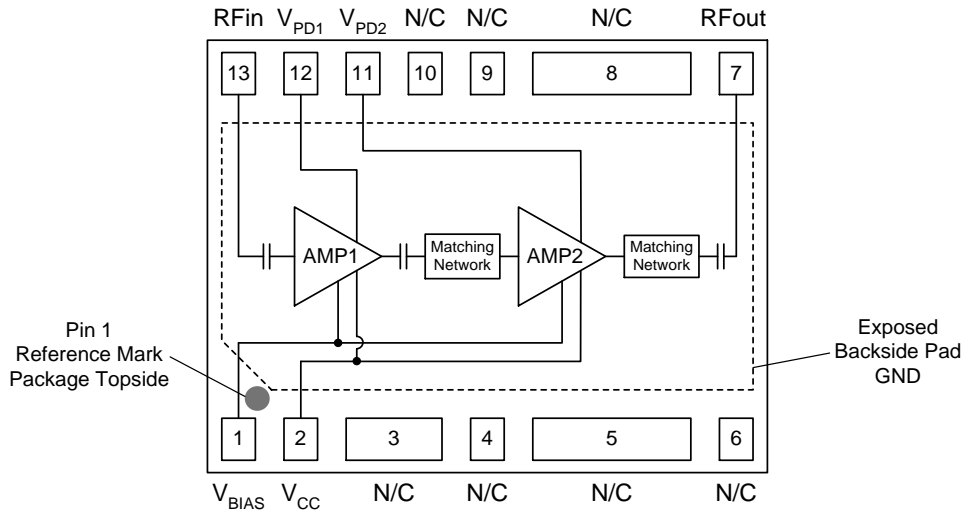 RFin V_PD1 V_PD2 N/C N/C N/C RFout
13 12 11 10 9 8 7
AMP1
Matching
Network
AMP2
Matching
Network
Pin 1
Reference Mark
Package Topside
Exposed
Backside Pad
GND
1 2 3 4 5 6
V_BIAS V_CC N/C N/C N/C N/C